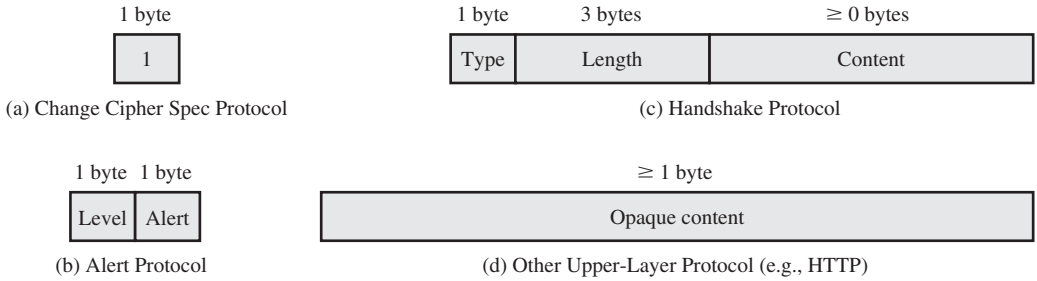 1 byte
1
(a) Change Cipher Spec Protocol
1 byte 3 bytes ≥ 0 bytes
Type Length Content
(c) Handshake Protocol
1 byte 1 byte
Level Alert
(b) Alert Protocol
≥ 1 byte
Opaque content
(d) Other Upper-Layer Protocol (e.g., HTTP)